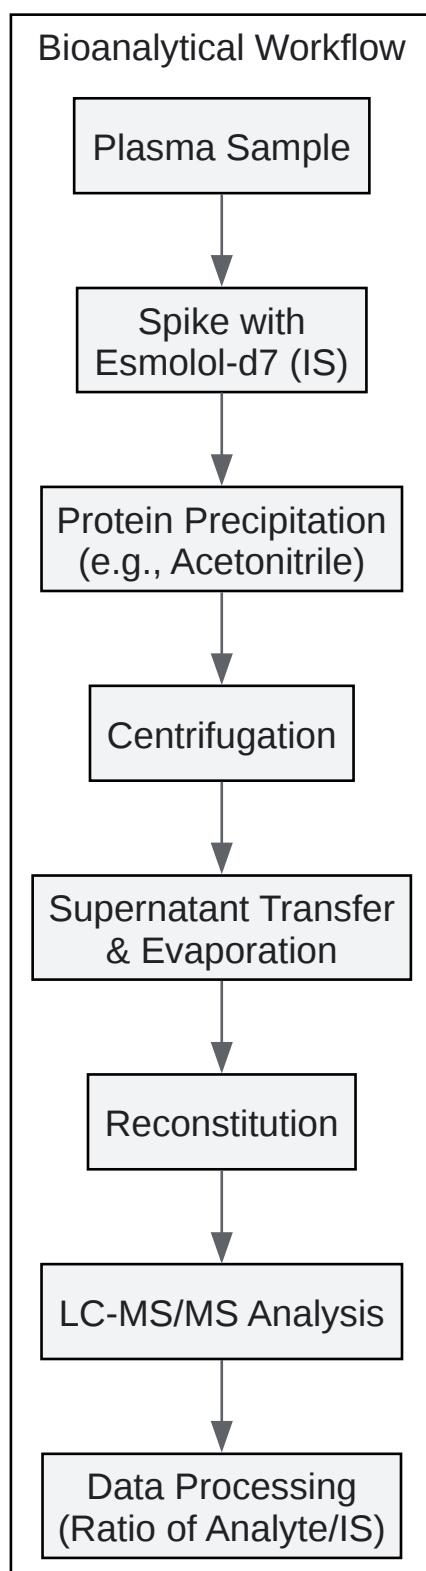 Bioanalytical Workflow
Plasma Sample
Spike with
Esmolol-d7 (IS)
Protein Precipitation
(e.g., Acetonitrile)
Centrifugation
Supernatant Transfer
& Evaporation
Reconstitution
LC-MS/MS Analysis
Data Processing
(Ratio of Analyte/IS)